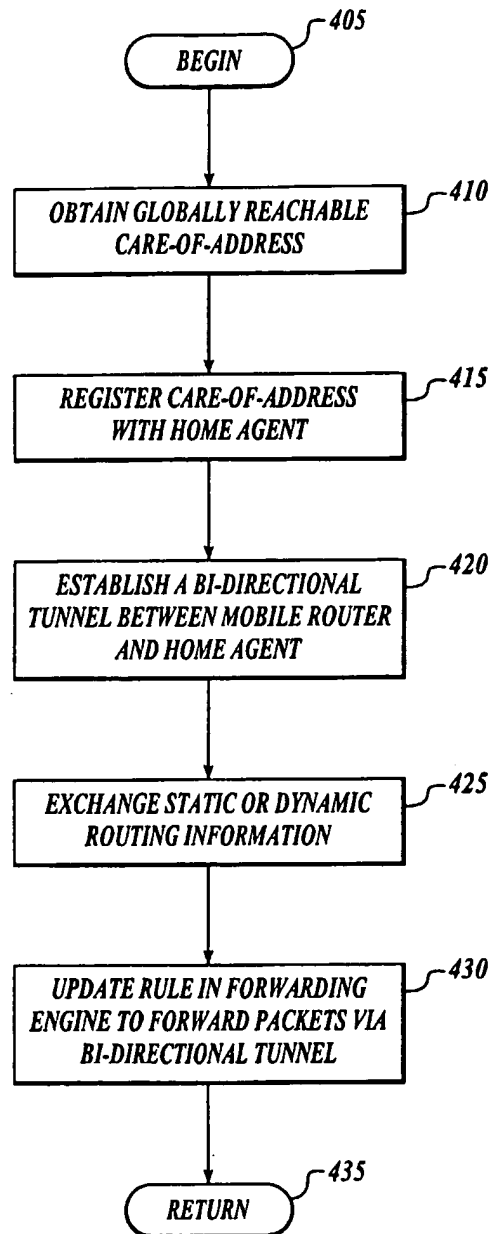 405
BEGIN
410
OBTAIN GLOBALLY REACHABLE
CARE-OF-ADDRESS
415
REGISTER CARE-OF-ADDRESS
WITH HOME AGENT
420
ESTABLISH A BI-DIRECTIONAL
TUNNEL BETWEEN MOBILE ROUTER
AND HOME AGENT
425
EXCHANGE STATIC OR DYNAMIC
ROUTING INFORMATION
430
UPDATE RULE IN FORWARDING
ENGINE TO FORWARD PACKETS VIA
BI-DIRECTIONAL TUNNEL
435
RETURN